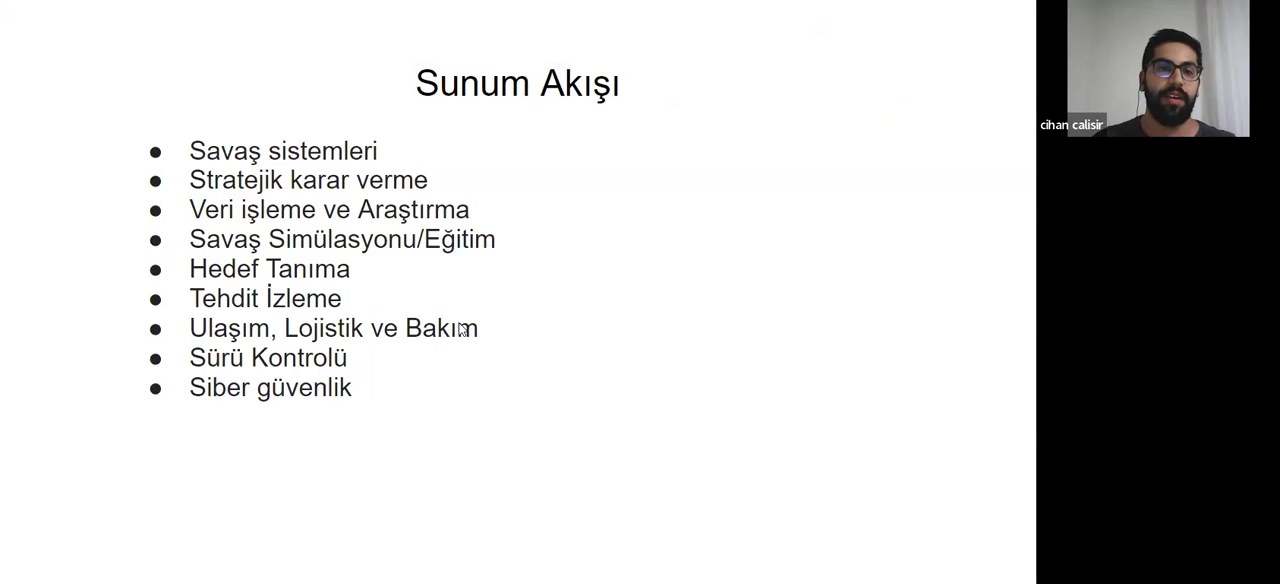 Sunum Akışı
● Savaş sistemleri
● Stratejik karar verme
● Veri işleme ve Araştırma
● Savaş Simülasyonu/Eğitim
● Hedef Tanıma
● Tehdit İzleme
● Ulaşım, Lojistik ve Bakım
● Sürü Kontrolü
● Siber güvenlik
cihan calisir